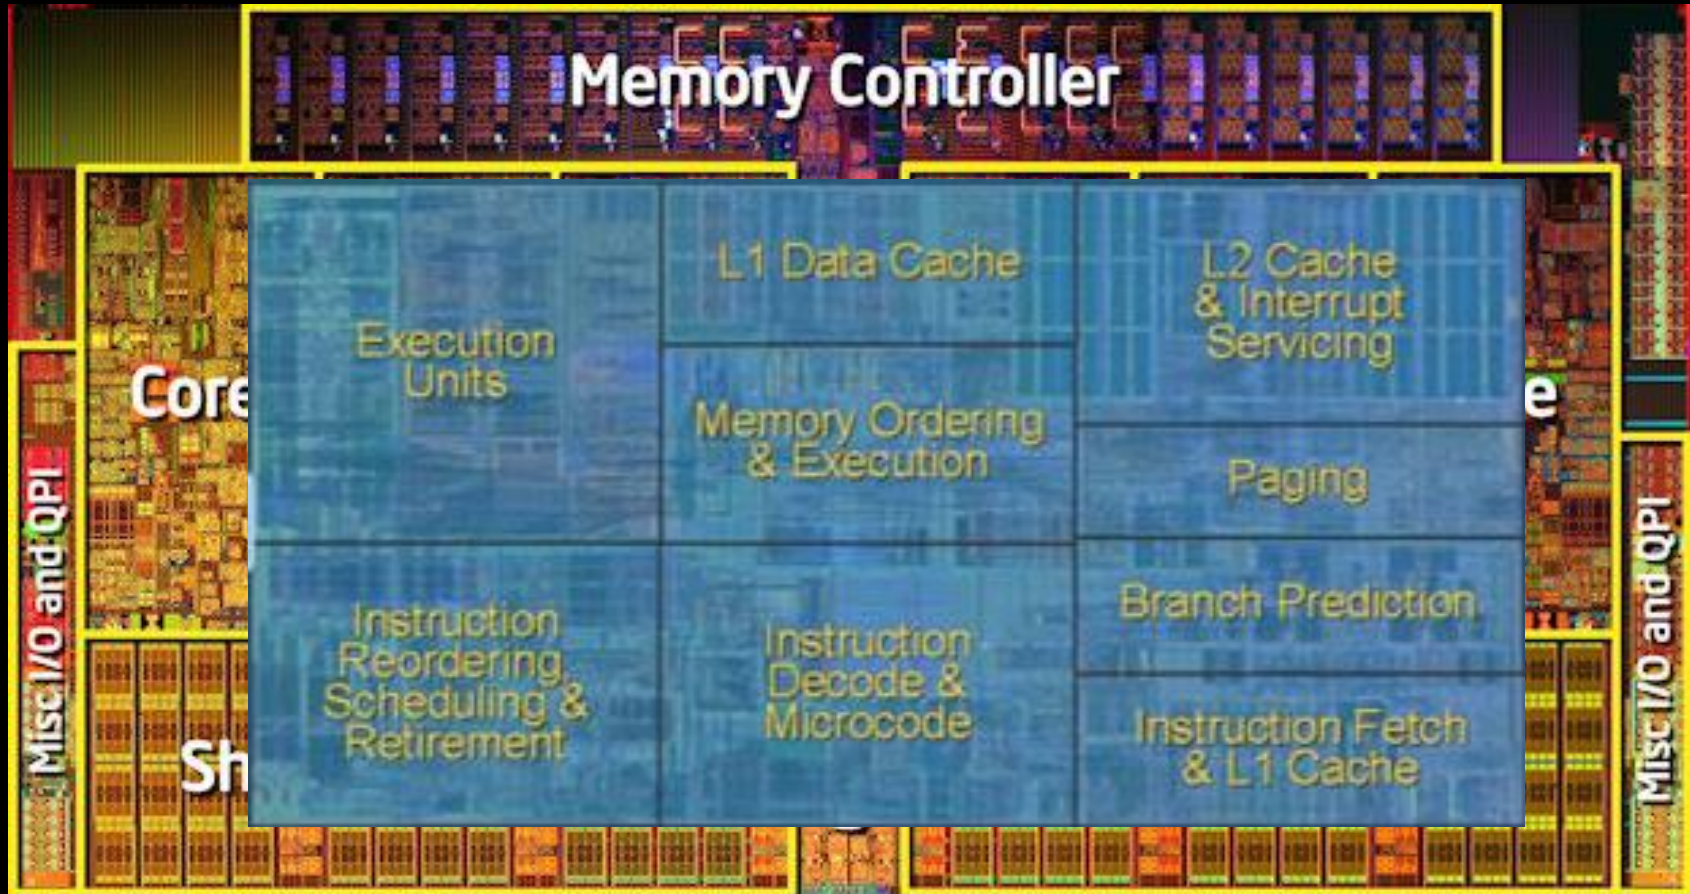 Memory Controller
Execution
Units
L1 Data Cache
L2 Cache
& Interrupt
Servicing
Memory Ordering
& Execution
Paging
Core
e
Branch Prediction
Instruction
Reordering,
Scheduling &
Retirement
Instruction
Decode &
Microcode
Instruction Fetch
& L1 Cache
Sh
Misc I/O and QPI
Misc I/O and QPI